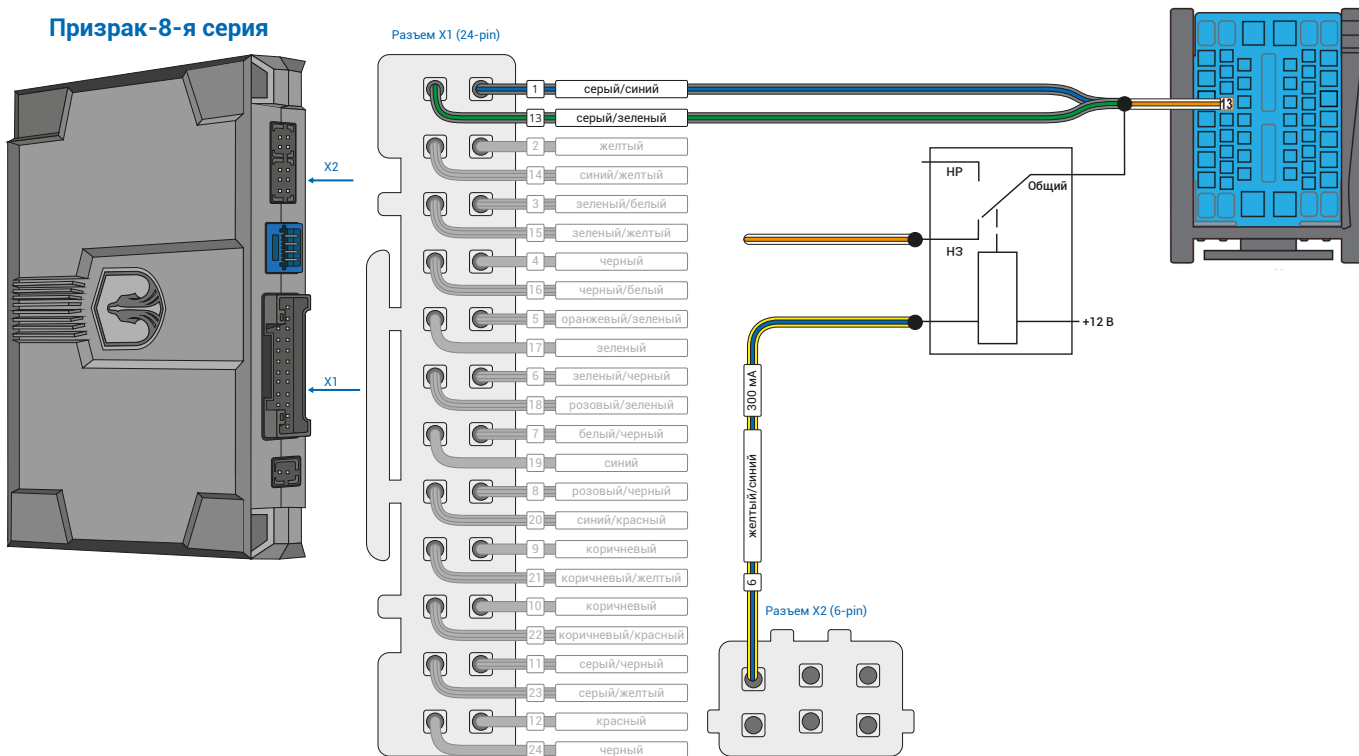 Призрак-8-я серия
Разъем X1 (24-pin)
X2
X1
1 серый/синий
13 серый/зеленый
2 желтый
14 синий/желтый
3 зеленый/белый
15 зеленый/желтый
4 черный
16 черный/белый
5 оранжевый/зеленый
17 зеленый
6 зеленый/черный
18 розовый/зеленый
7 белый/черный
19 синий
8 розовый/черный
20 синий/красный
9 коричневый
21 коричневый/желтый
10 коричневый
22 коричневый/красный
11 серый/черный
23 серый/желтый
12 красный
24 черный
13
НР
Общий
НЗ
+12 В
300 мА
желтый/синий
6
Разъем X2 (6-pin)